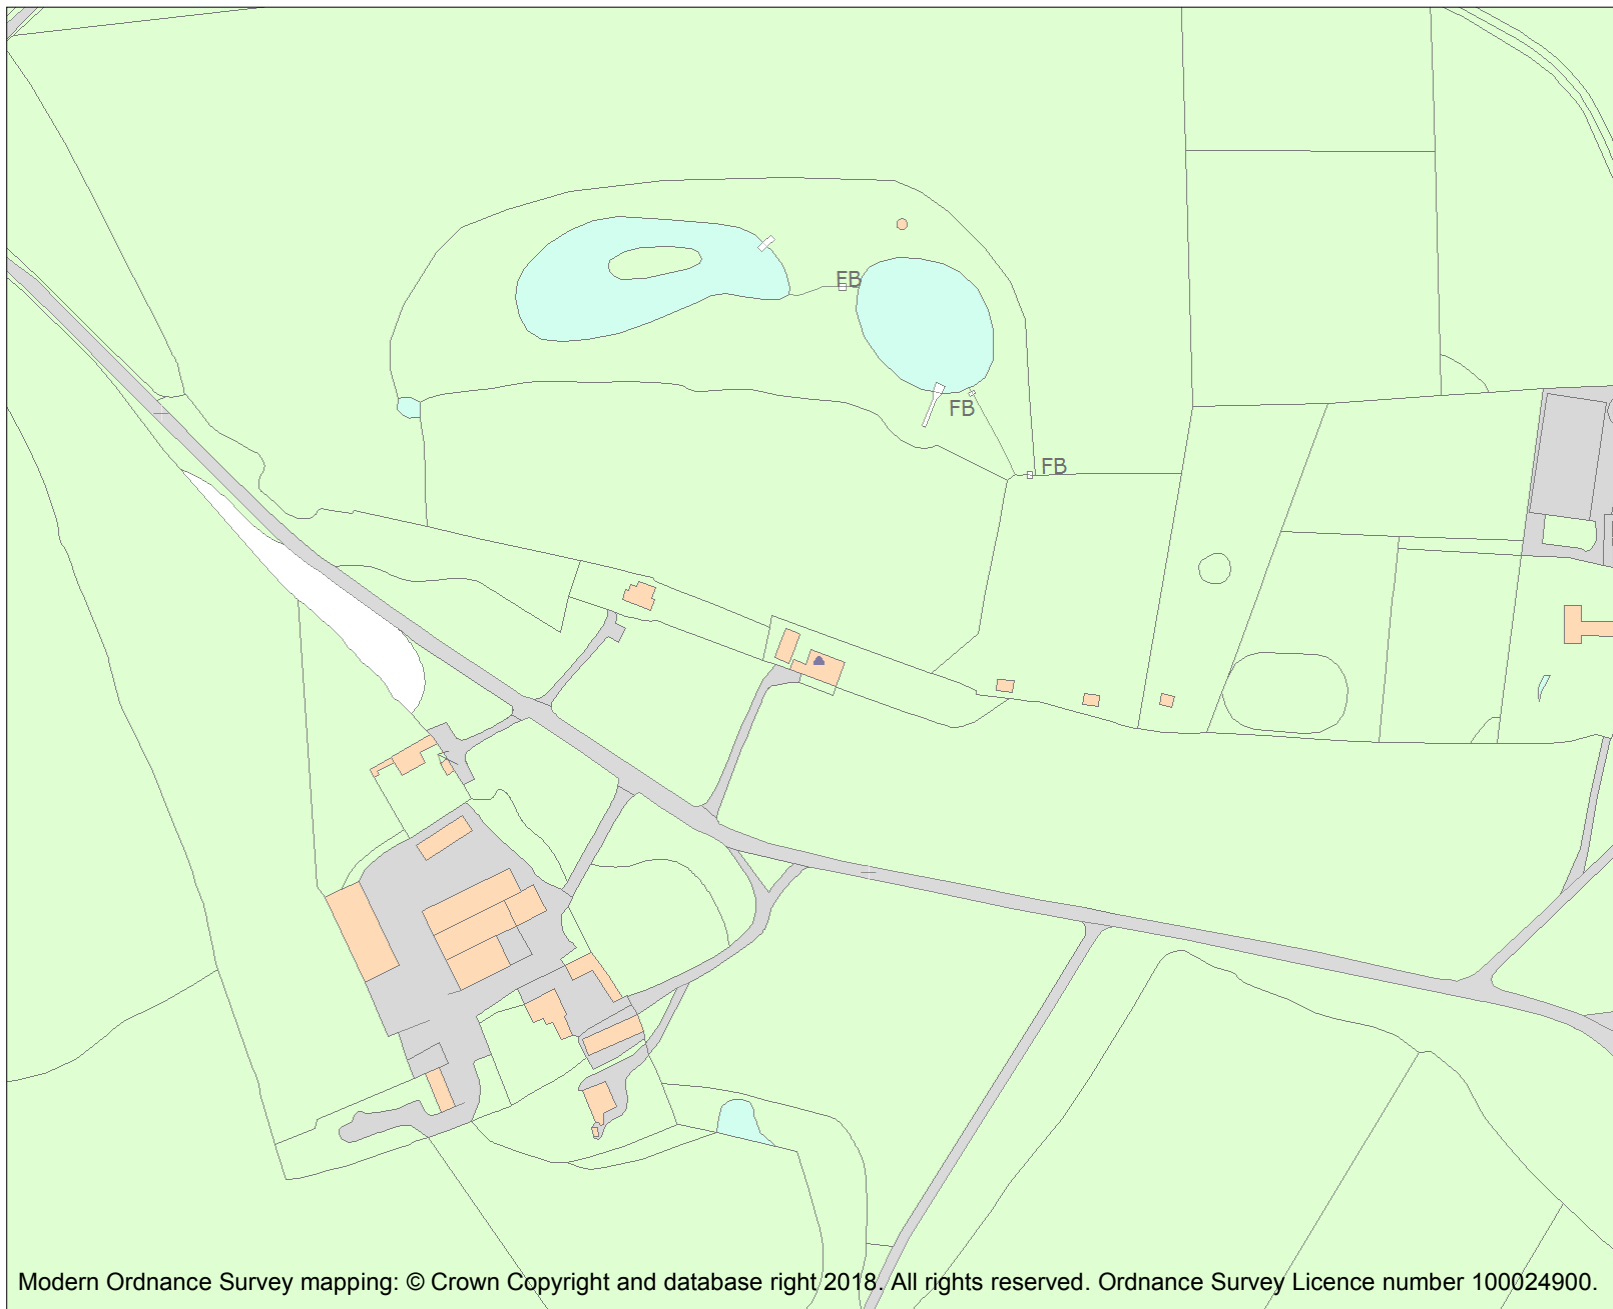 FB
FB
FB
Modern Ordnance Survey mapping: © Crown Copyright and database right 2018. All rights reserved. Ordnance Survey Licence number 100024900.